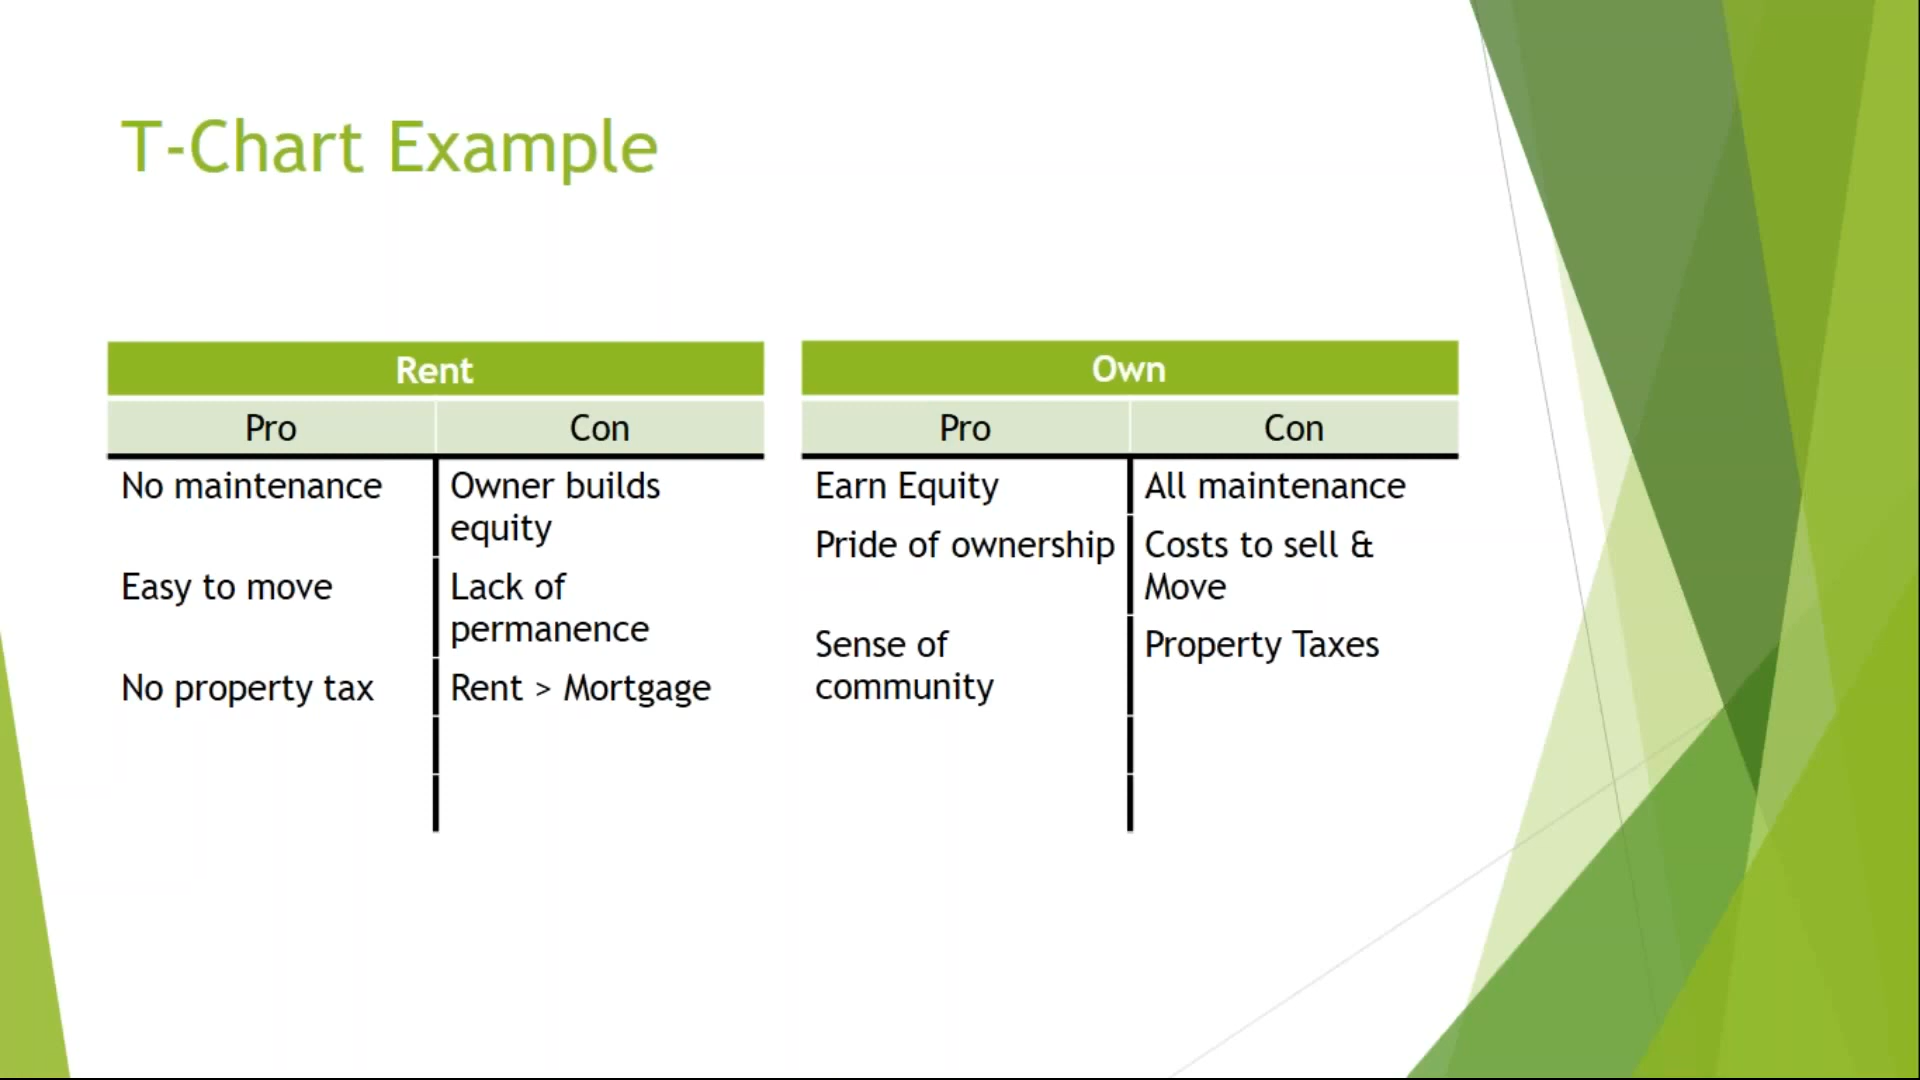 T-Chart Example
Rent
Pro
Con
No maintenance
Owner builds
equity
Easy to move
Lack of
permanence
No property tax
Rent > Mortgage
Own
Pro
Con
Earn Equity
All maintenance
Pride of ownership
Costs to sell &
Move
Sense of
community
Property Taxes